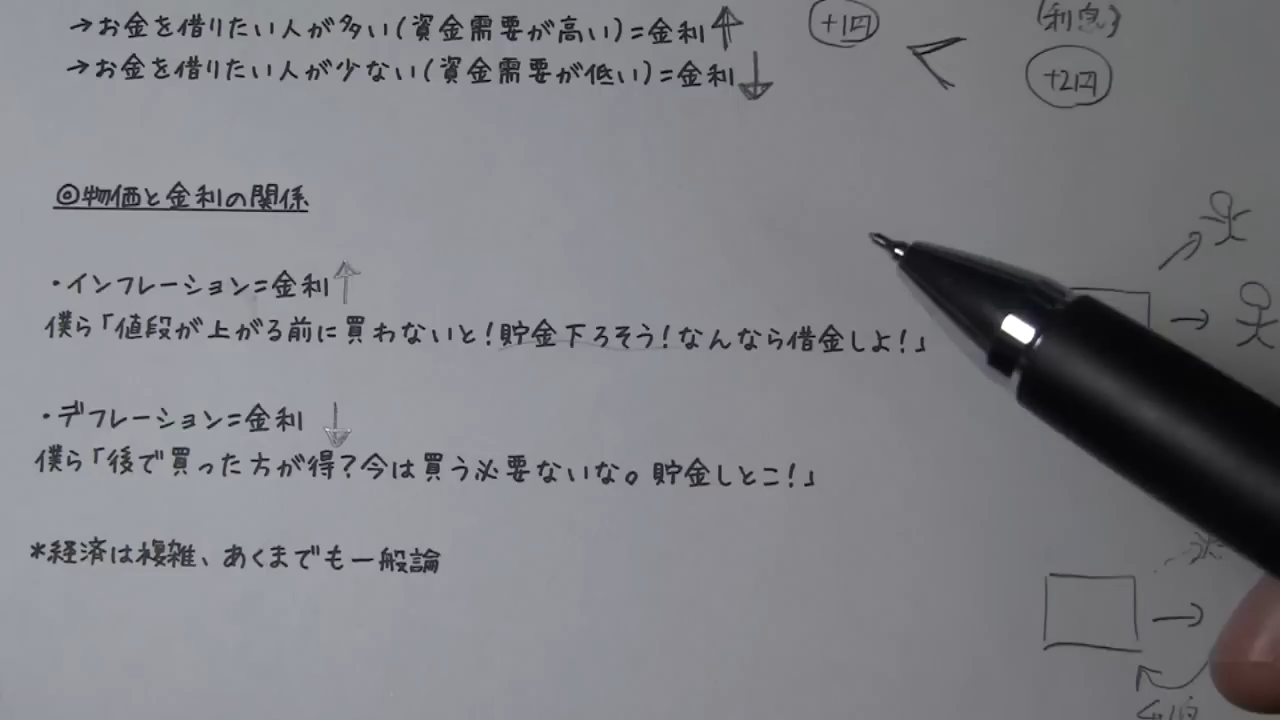 →お金を借りたい人が多い(資金需要が高い)=金利↑
→お金を借りたい人が少ない(資金需要が低い)=金利↓
+1円 <
(利息)
+2円
◎物価と金利の関係
・インフレーション=金利↑
僕ら「値段が上がる前に買わないと!貯金下ろそう!なんなら借金しよ!」
・デフレーション=金利↓
僕ら「後で買った方が得?今は買う必要ないな。貯金しとこ!」
*経済は複雑、あくまでも一般論